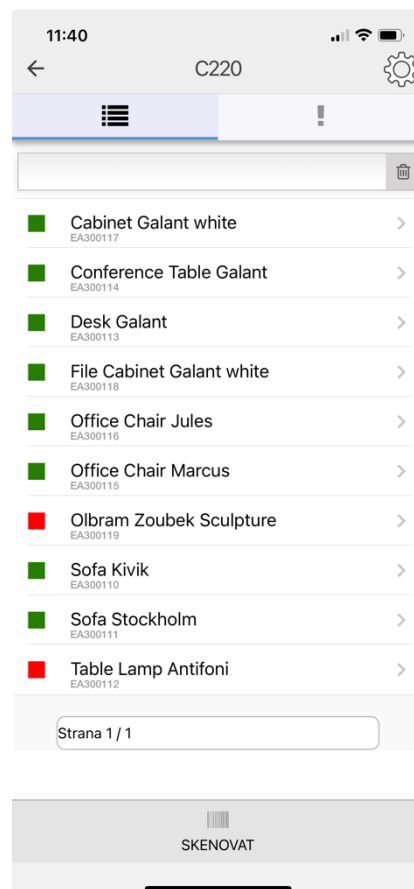 11:40
C220
Cabinet Galant white
EA300117
Conference Table Galant
EA300114
Desk Galant
EA300113
File Cabinet Galant white
EA300118
Office Chair Jules
EA300116
Office Chair Marcus
EA300115
Olbram Zoubek Sculpture
EA300119
Sofa Kivik
EA300110
Sofa Stockholm
EA300111
Table Lamp Antifoni
EA300112
Strana 1 / 1
SKENOVAT